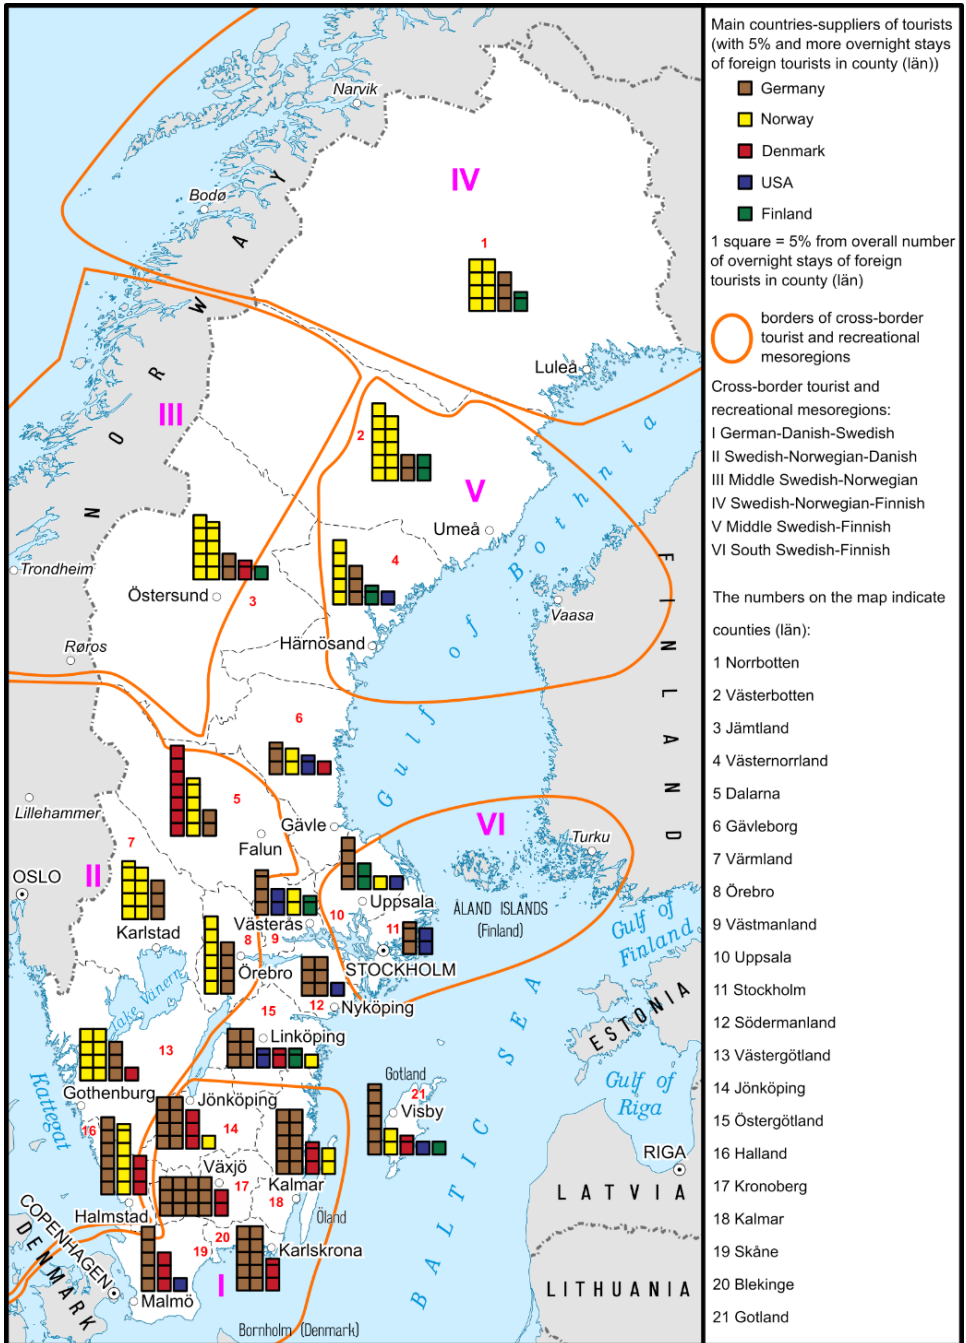 Main countries-suppliers of tourists
(with 5% and more overnight stays
of foreign tourists in county (län))
Germany
Norway
Denmark
USA
Finland
1 square = 5% from overall number
of overnight stays of foreign
tourists in county (län)
borders of cross-border
tourist and recreational
mesoregions
Cross-border tourist and
recreational mesoregions:
I German-Danish-Swedish
II Swedish-Norwegian-Danish
III Middle Swedish-Norwegian
IV Swedish-Norwegian-Finnish
V Middle Swedish-Finnish
VI South Swedish-Finnish
The numbers on the map indicate
counties (län):
1 Norrbotten
2 Västerbotten
3 Jämtland
4 Västernorrland
5 Dalarna
6 Gävleborg
7 Värmland
8 Örebro
9 Västmanland
10 Uppsala
11 Stockholm
12 Södermanland
13 Västergötland
14 Jönköping
15 Östergötland
16 Halland
17 Kronoberg
18 Kalmar
19 Skåne
20 Blekinge
21 Gotland
Narvik
IV
Bodø
1
NORWAY
Luleå
III
2
V
Umeå
Gulf of Bothnia
4
Trondheim
Östersund
3
Vaasa
FINLAND
Härnösand
Røros
6
5
Lillehammer
Gävle
VI
Turku
Falun
7
II
OSLO
Uppsala
ÅLAND ISLANDS
(Finland)
10
Västerås
Karlstad
9
8
11
Gulf of
Finland
Örebro
STOCKHOLM
Lake Vänern
12
Nyköping
15
ESTONIA
Linköping
13
Gothenburg
Kattegat
Gotland
21
Visby
Gulf of
Riga
Jönköping
14
16
RIGA
Växjö
17
Kalmar
18
LATVIA
Halmstad
Öland
COPENHAGEN
20
19
Karlskrona
DENMARK
I
Malmö
LITHUANIA
Bornholm (Denmark)
BALTIC SEA